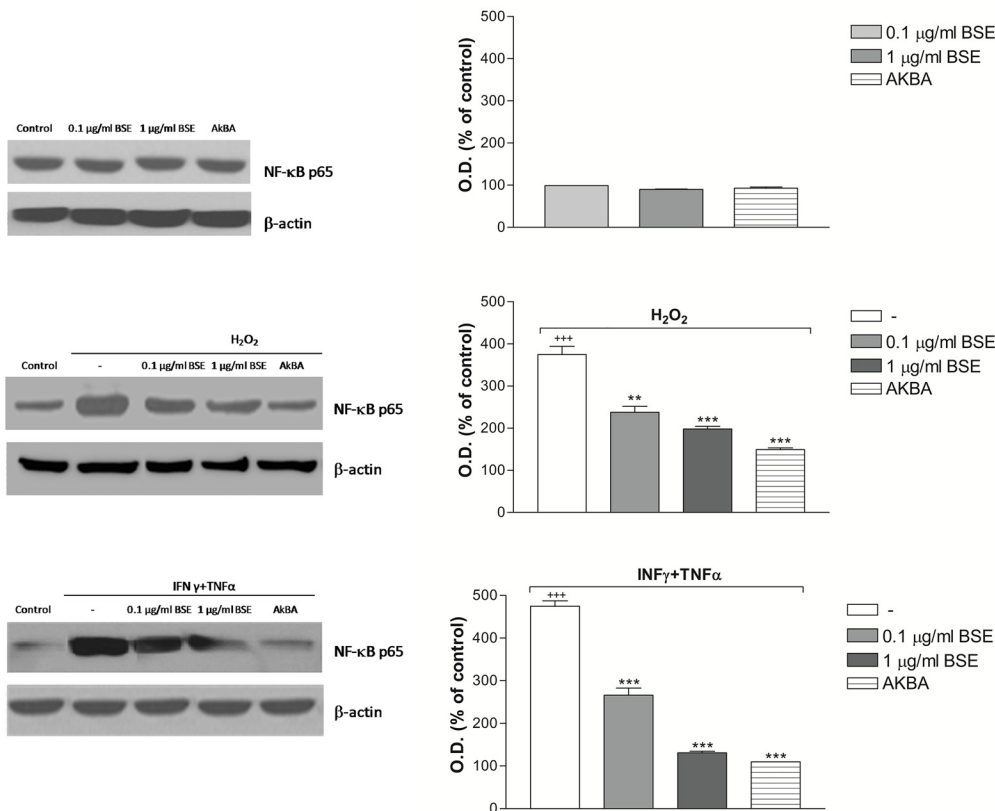 Control 0.1 µg/ml BSE 1 µg/ml BSE AkBA
NF-κB p65
β-actin
O.D. (% of control)
500
400
300
200
100
0
0.1 µg/ml BSE
1 µg/ml BSE
AKBA
H₂O₂
Control - 0.1 µg/ml BSE 1 µg/ml BSE AkBA
NF-κB p65
β-actin
O.D. (% of control)
500
400
300
200
100
0
H₂O₂
+++
**
***
***
-
0.1 µg/ml BSE
1 µg/ml BSE
AKBA
IFN γ+TNFα
Control - 0.1 µg/ml BSE 1 µg/ml BSE AkBA
NF-κB p65
β-actin
O.D. (% of control)
500
400
300
200
100
0
INFγ+TNFα
+++
***
***
***
-
0.1 µg/ml BSE
1 µg/ml BSE
AKBA